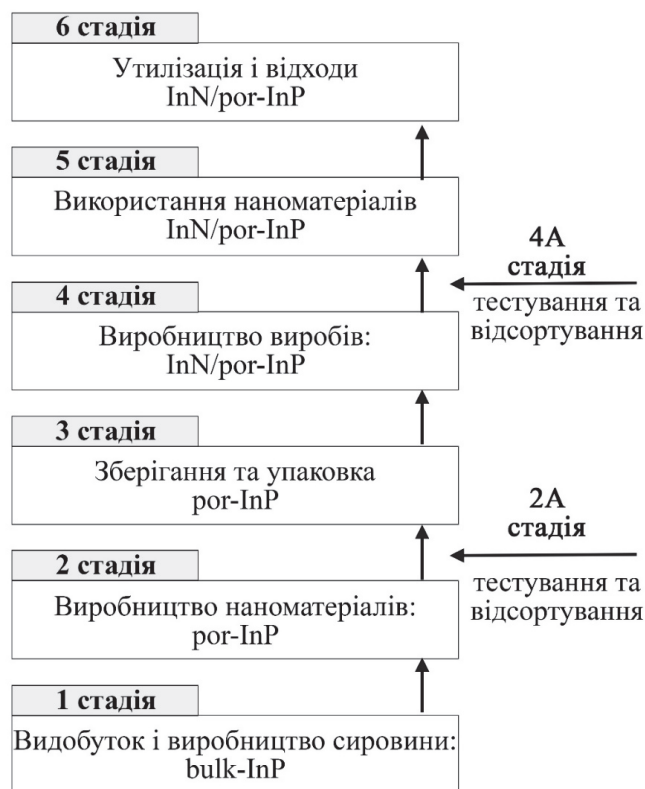 6 стадія
Утилізація і відходи
InN/por-InP
5 стадія
Використання наноматеріалів
InN/por-InP
4А
стадія
тестування та
відсортування
4 стадія
Виробництво виробів:
InN/por-InP
3 стадія
Зберігання та упаковка
por-InP
2А
стадія
тестування та
відсортування
2 стадія
Виробництво наноматеріалів:
por-InP
1 стадія
Видобуток і виробництво сировини:
bulk-InP